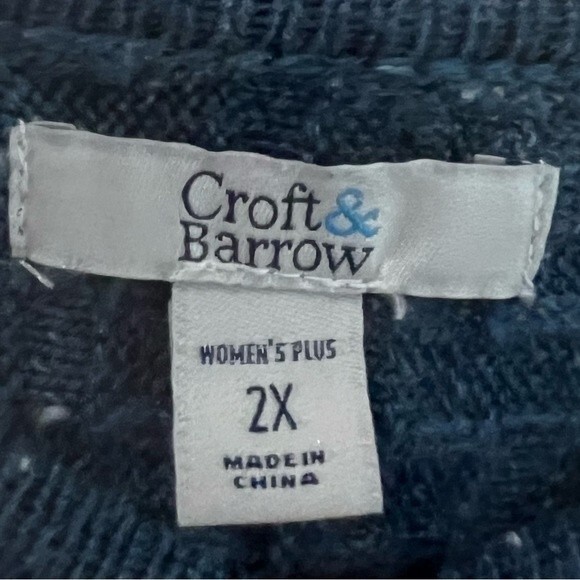 Croft&
Barrow
WOMEN'S PLUS
2X
MADE IN
CHINA